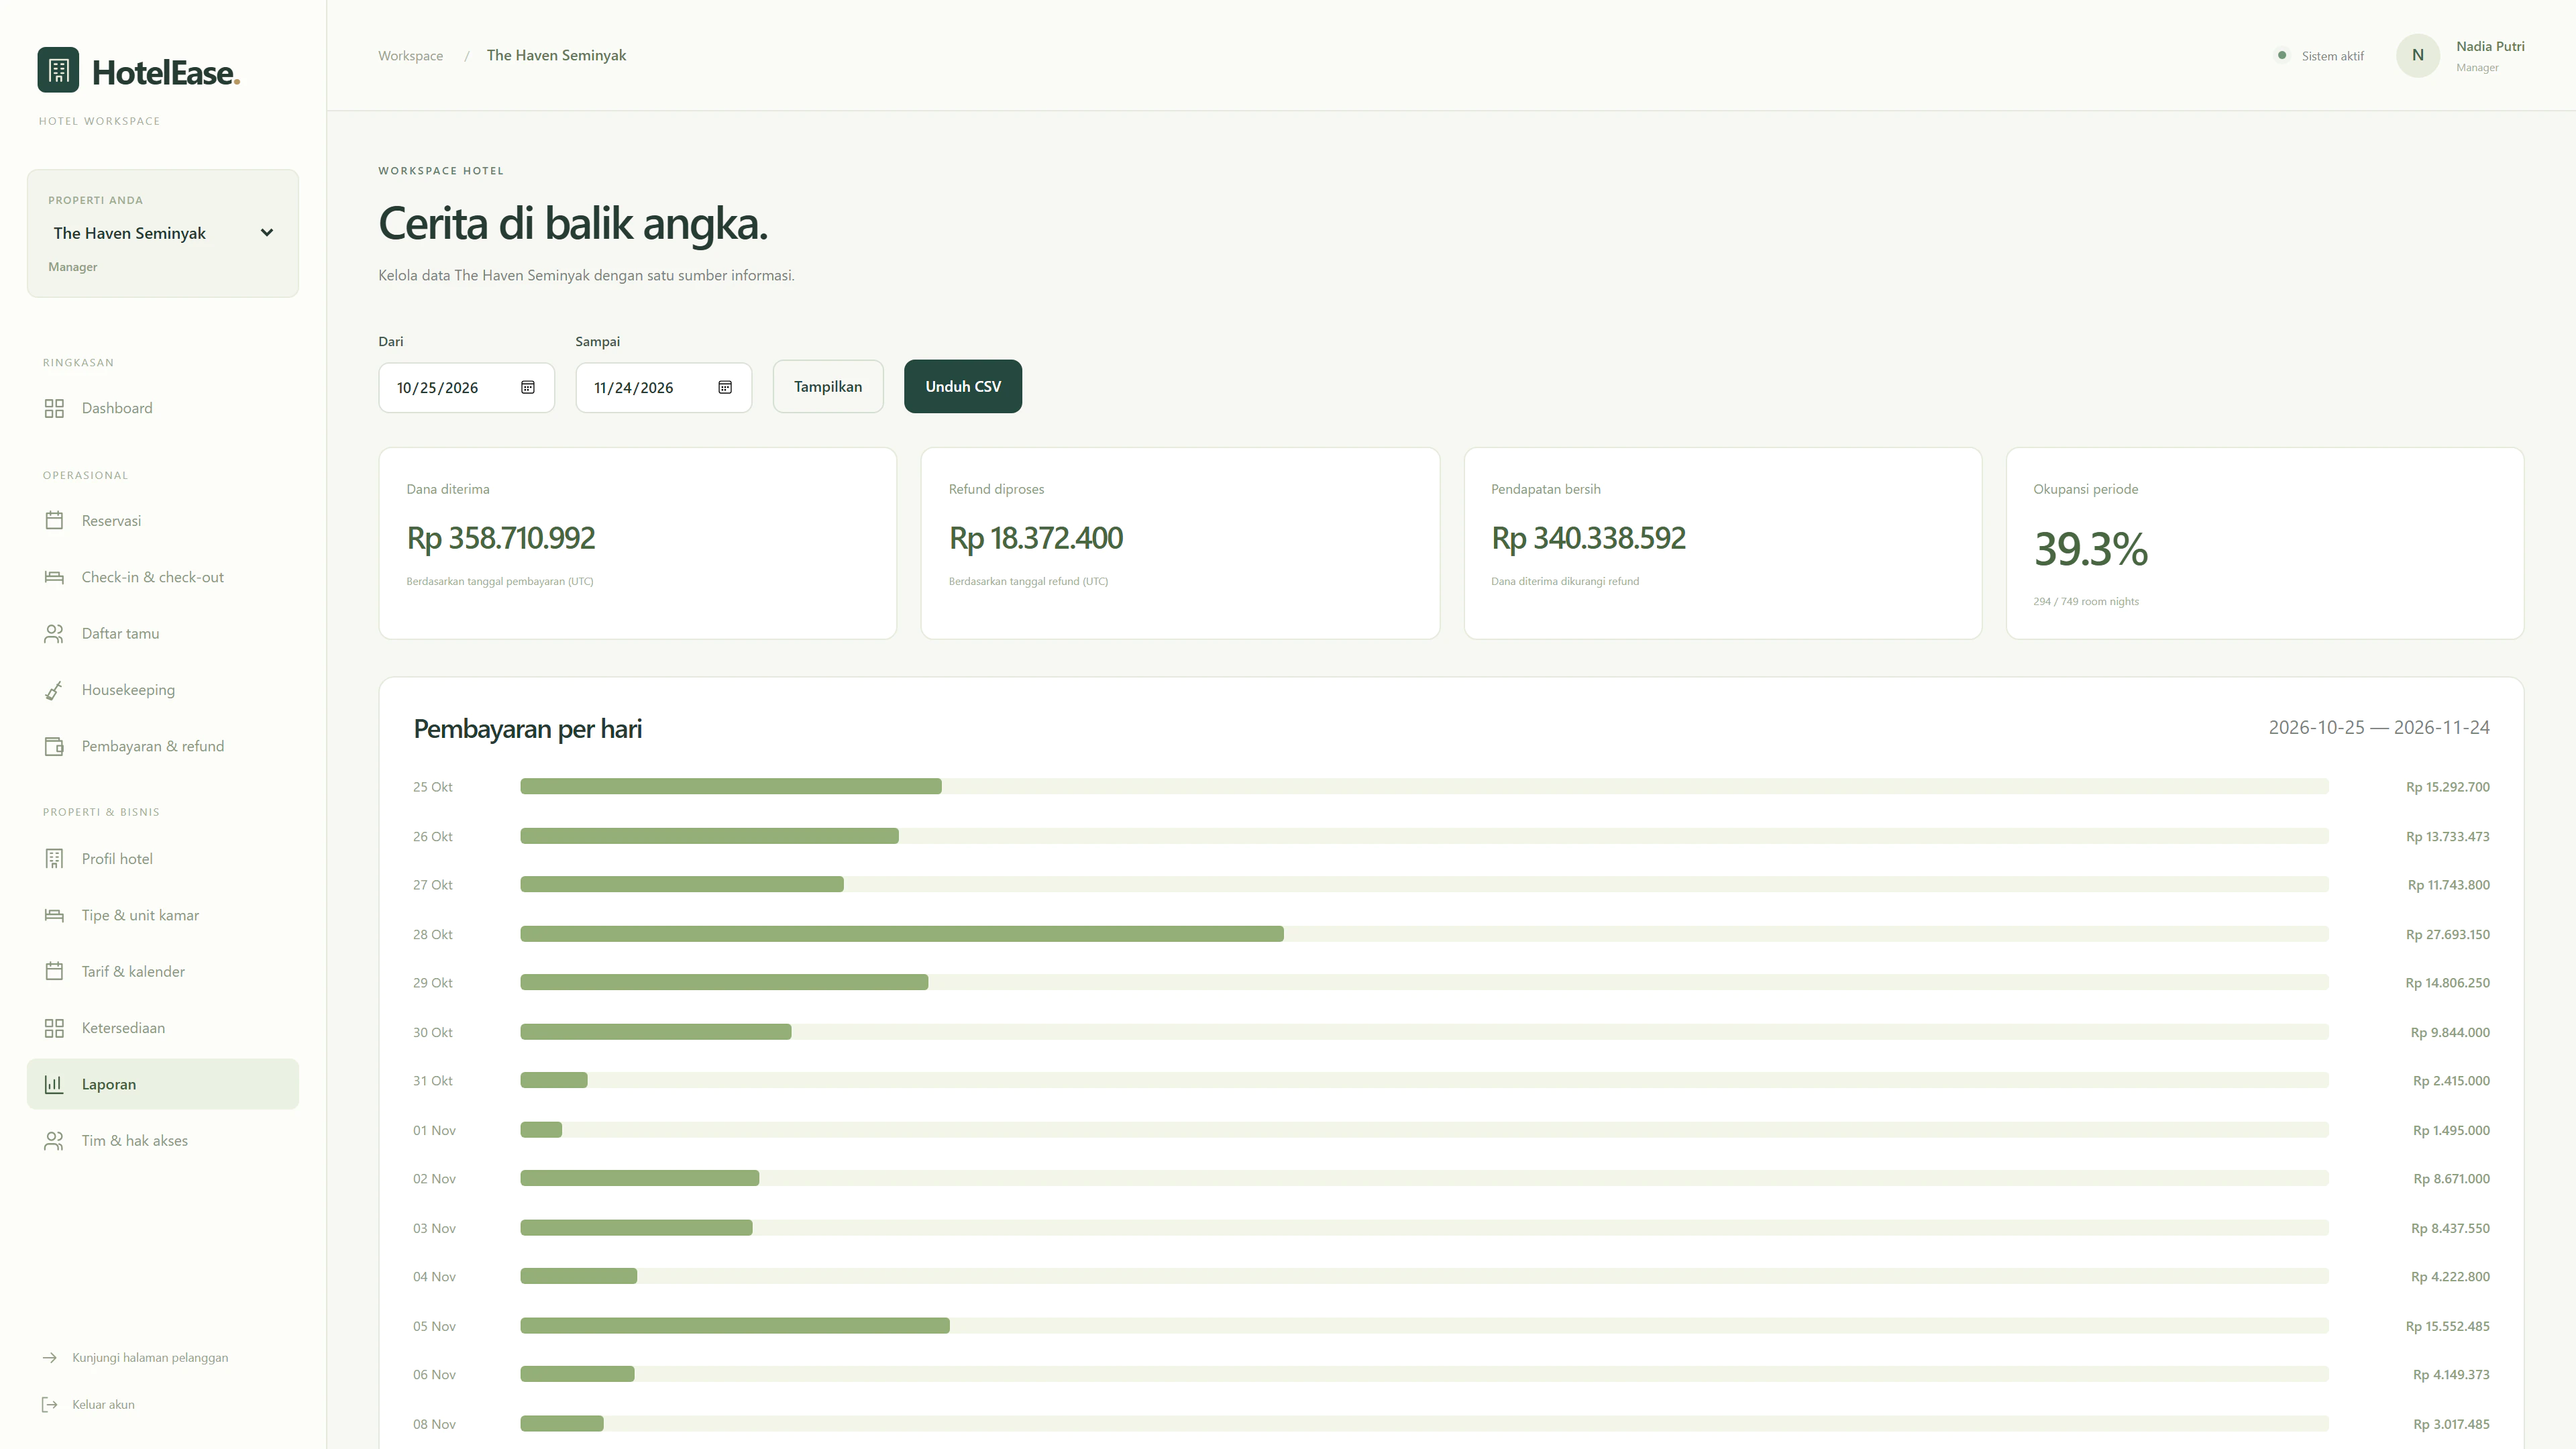 HotelEase.
HOTEL WORKSPACE
PROPERTI ANDA
The Haven Seminyak
Manager
RINGKASAN
Dashboard
OPERASIONAL
Reservasi
Check-in & check-out
Daftar tamu
Housekeeping
Pembayaran & refund
PROPERTI & BISNIS
Profil hotel
Tipe & unit kamar
Tarif & kalender
Ketersediaan
Laporan
Tim & hak akses
Kunjungi halaman pelanggan
Keluar akun
Workspace / The Haven Seminyak
Sistem aktif
N
Nadia Putri
Manager
WORKSPACE HOTEL
Cerita di balik angka.
Kelola data The Haven Seminyak dengan satu sumber informasi.
Dari
10/25/2026
Sampai
11/24/2026
Tampilkan
Unduh CSV
Dana diterima
Rp 358.710.992
Berdasarkan tanggal pembayaran (UTC)
Refund diproses
Rp 18.372.400
Berdasarkan tanggal refund (UTC)
Pendapatan bersih
Rp 340.338.592
Dana diterima dikurangi refund
Okupansi periode
39.3%
294 / 749 room nights
Pembayaran per hari
2026-10-25 — 2026-11-24
25 Okt Rp 15.292.700
26 Okt Rp 13.733.473
27 Okt Rp 11.743.800
28 Okt Rp 27.693.150
29 Okt Rp 14.806.250
30 Okt Rp 9.844.000
31 Okt Rp 2.415.000
01 Nov Rp 1.495.000
02 Nov Rp 8.671.000
03 Nov Rp 8.437.550
04 Nov Rp 4.222.800
05 Nov Rp 15.552.485
06 Nov Rp 4.149.373
08 Nov Rp 3.017.485